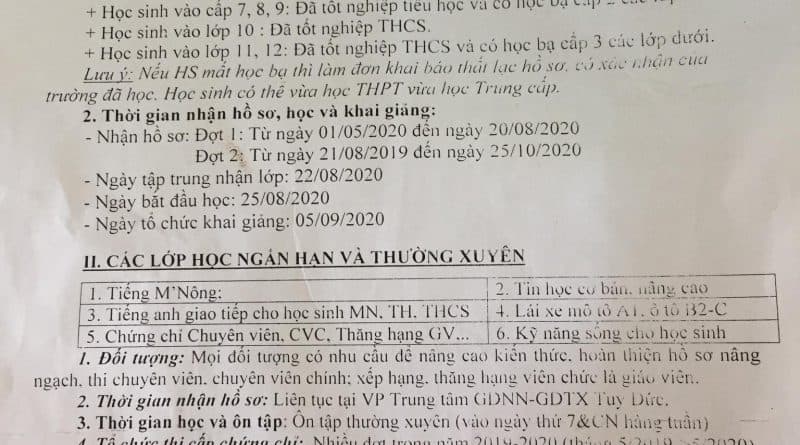 + Học sinh vào cấp 7, 8, 9: Đã tốt nghiệp tiểu học và có học bạ cấp 2 các lớp
+ Học sinh vào lớp 10 : Đã tốt nghiệp THCS.
+ Học sinh vào lớp 11, 12: Đã tốt nghiệp THCS và có học bạ cấp 3 các lớp dưới.
Lưu ý: Nếu HS mất học bạ thì làm đơn khai báo thất lạc hồ sơ, có xác nhận của
trường đã học. Học sinh có thể vừa học THPT vừa học Trung cấp.
2. Thời gian nhận hồ sơ, học và khai giảng:
- Nhận hồ sơ: Đợt 1: Từ ngày 01/05/2020 đến ngày 20/08/2020
Đợt 2: Từ ngày 21/08/2019 đến ngày 25/10/2020
- Ngày tập trung nhận lớp: 22/08/2020
- Ngày bắt đầu học: 25/08/2020
- Ngày tổ chức khai giảng: 05/09/2020
II. CÁC LỚP HỌC NGẮN HẠN VÀ THƯỜNG XUYÊN
1. Tiếng M'Nông; 2. Tin học cơ bản, nâng cao
3. Tiếng anh giao tiếp cho học sinh MN, TH, THCS 4. Lái xe mô tô A1, ô tô B2-C
5. Chứng chỉ Chuyên viên, CVC, Thăng hạng GV... 6. Kỹ năng sống cho học sinh
1. Đối tượng: Mọi đối tượng có nhu cầu để nâng cao kiến thức, hoàn thiện hồ sơ nâng
ngạch, thi chuyên viên, chuyên viên chính; xếp hạng, thăng hạng viên chức là giáo viên.
2. Thời gian nhận hồ sơ: Liên tục tại VP Trung tâm GDNN-GDTX Tuy Đức.
3. Thời gian học và ôn tập: Ôn tập thường xuyên (vào ngày thứ 7&CN hàng tuần)
4. Tổ chức thi cấp chứng chỉ: Nhiều đợt trong năm 2019-2020 (tháng 5/2019